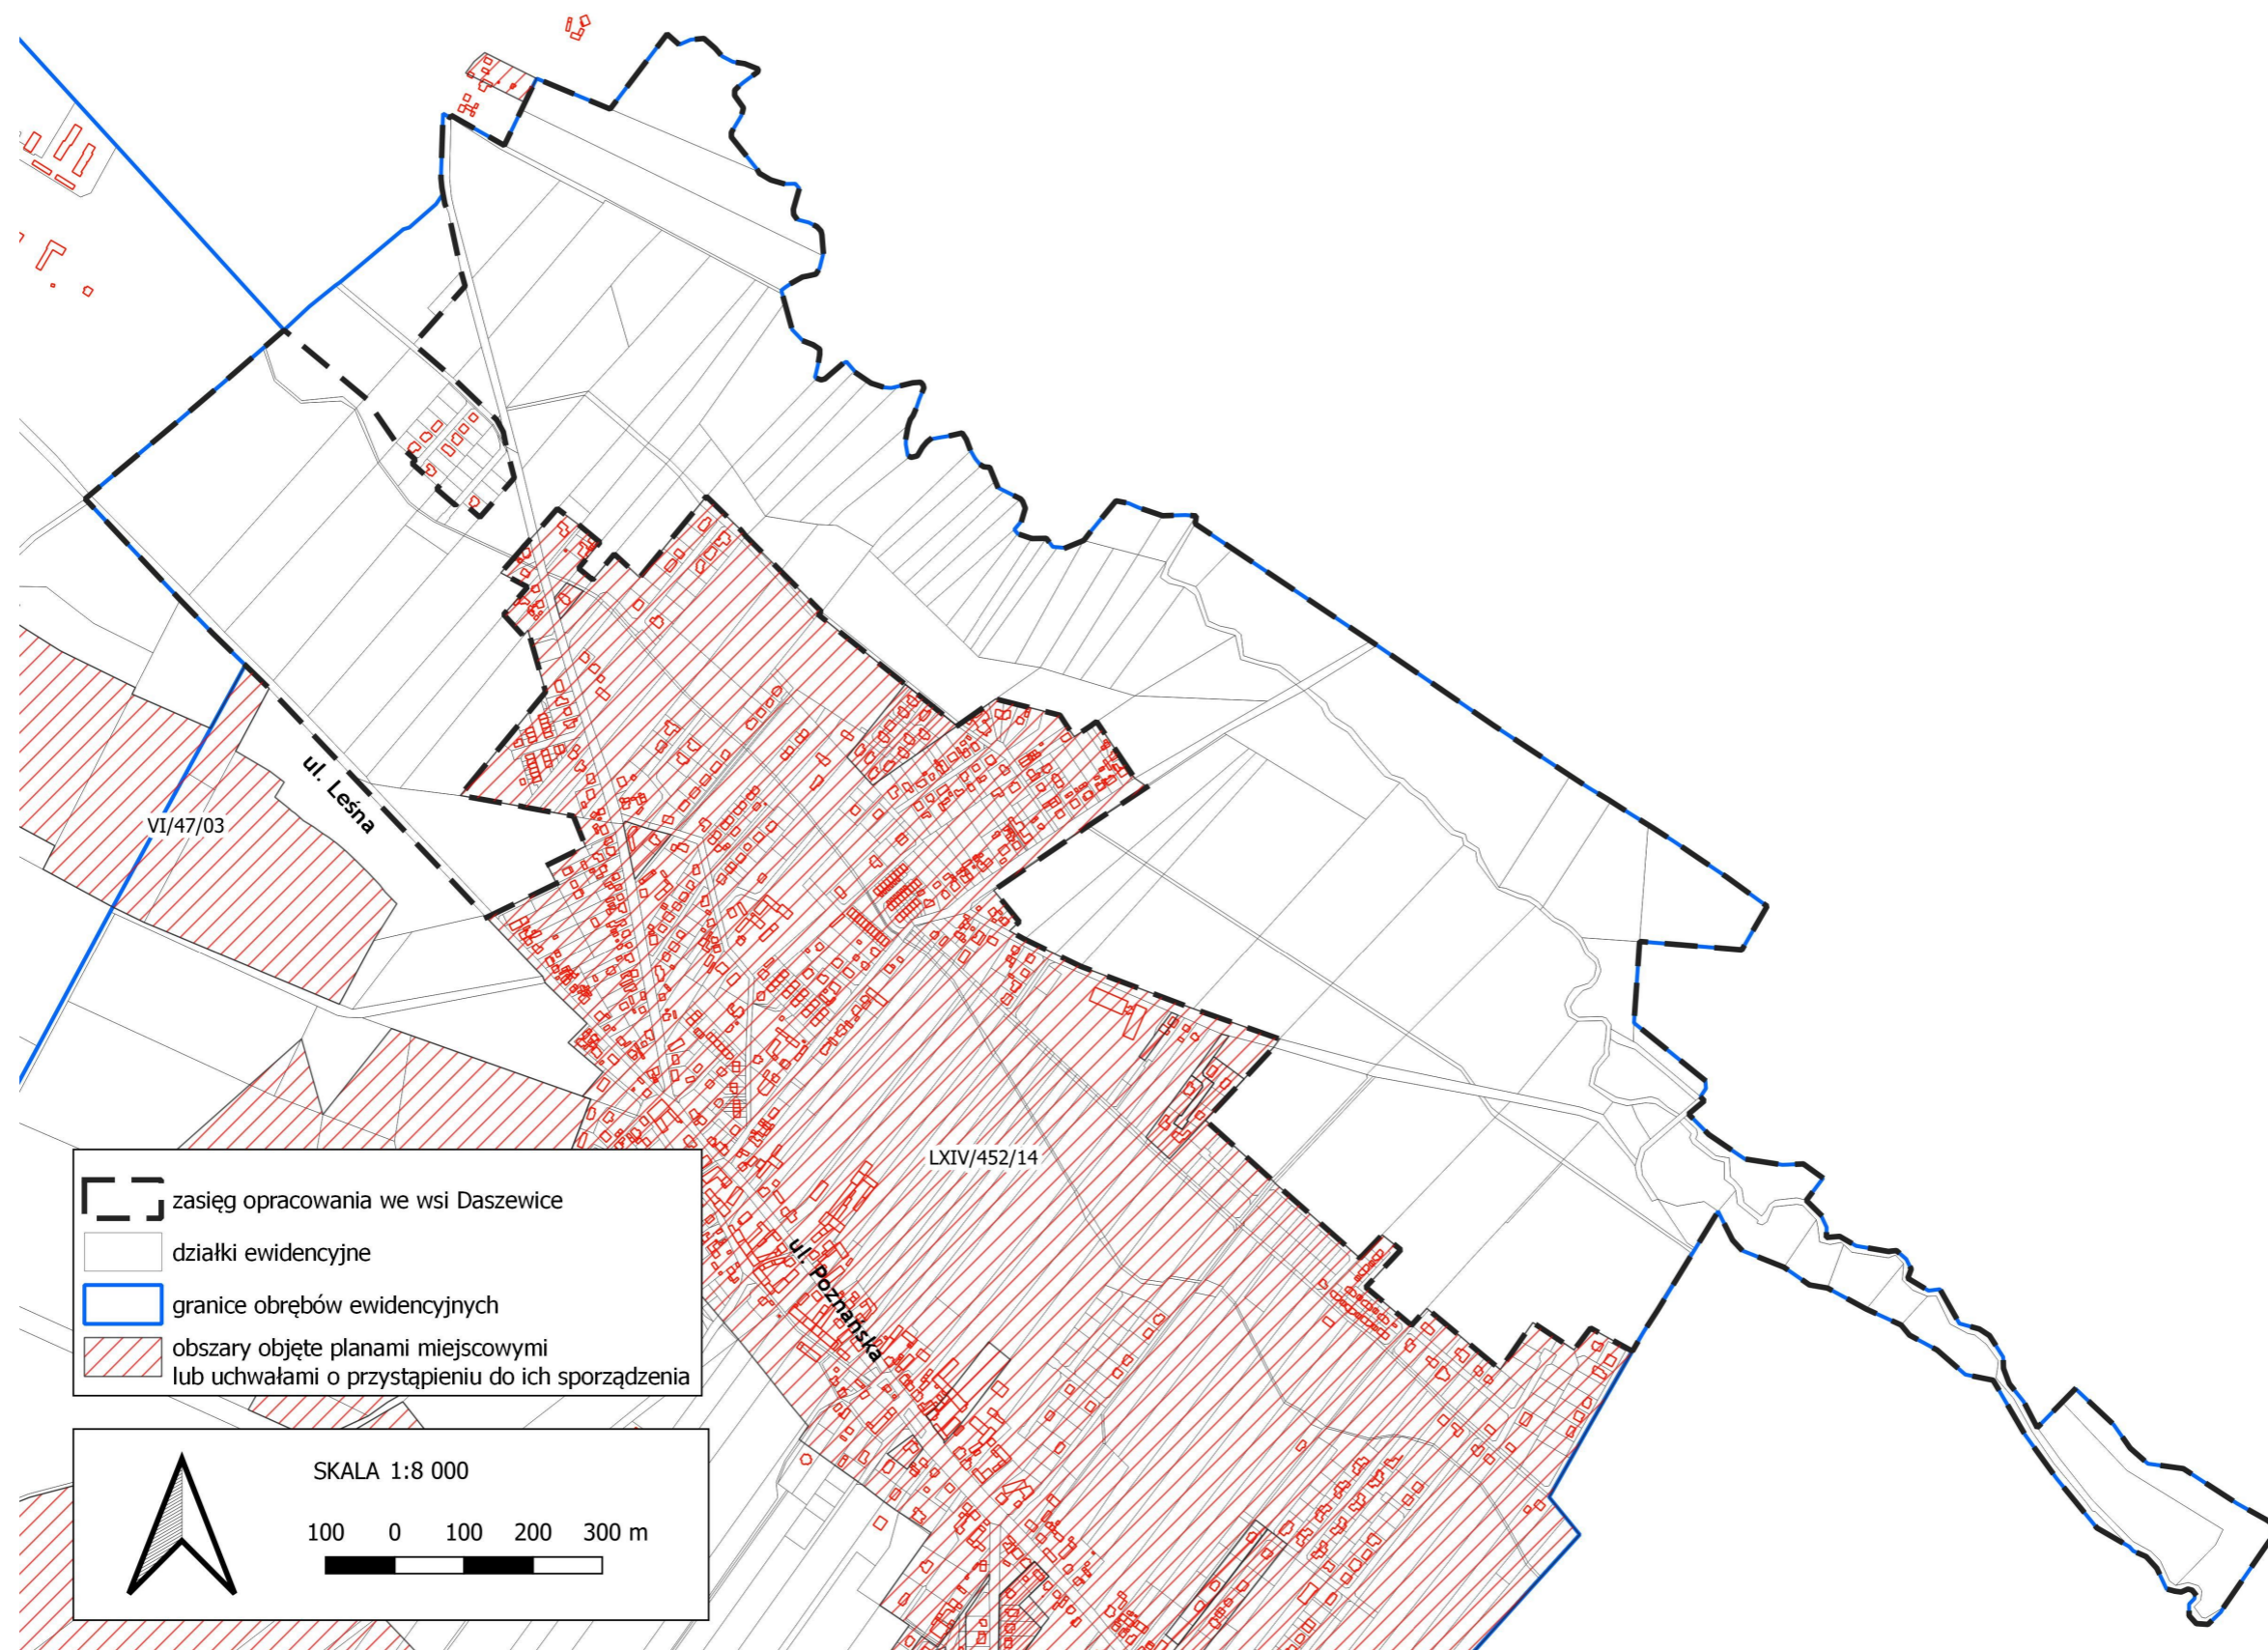 ul. Leśna
VI/47/03
LXIV/452/14
ul. Poznańska
zasięg opracowania we wsi Daszewice
działki ewidencyjne
granice obrębów ewidencyjnych
obszary objęte planami miejscowymi
lub uchwałami o przystąpieniu do ich sporządzenia
SKALA 1:8 000
100 0 100 200 300 m